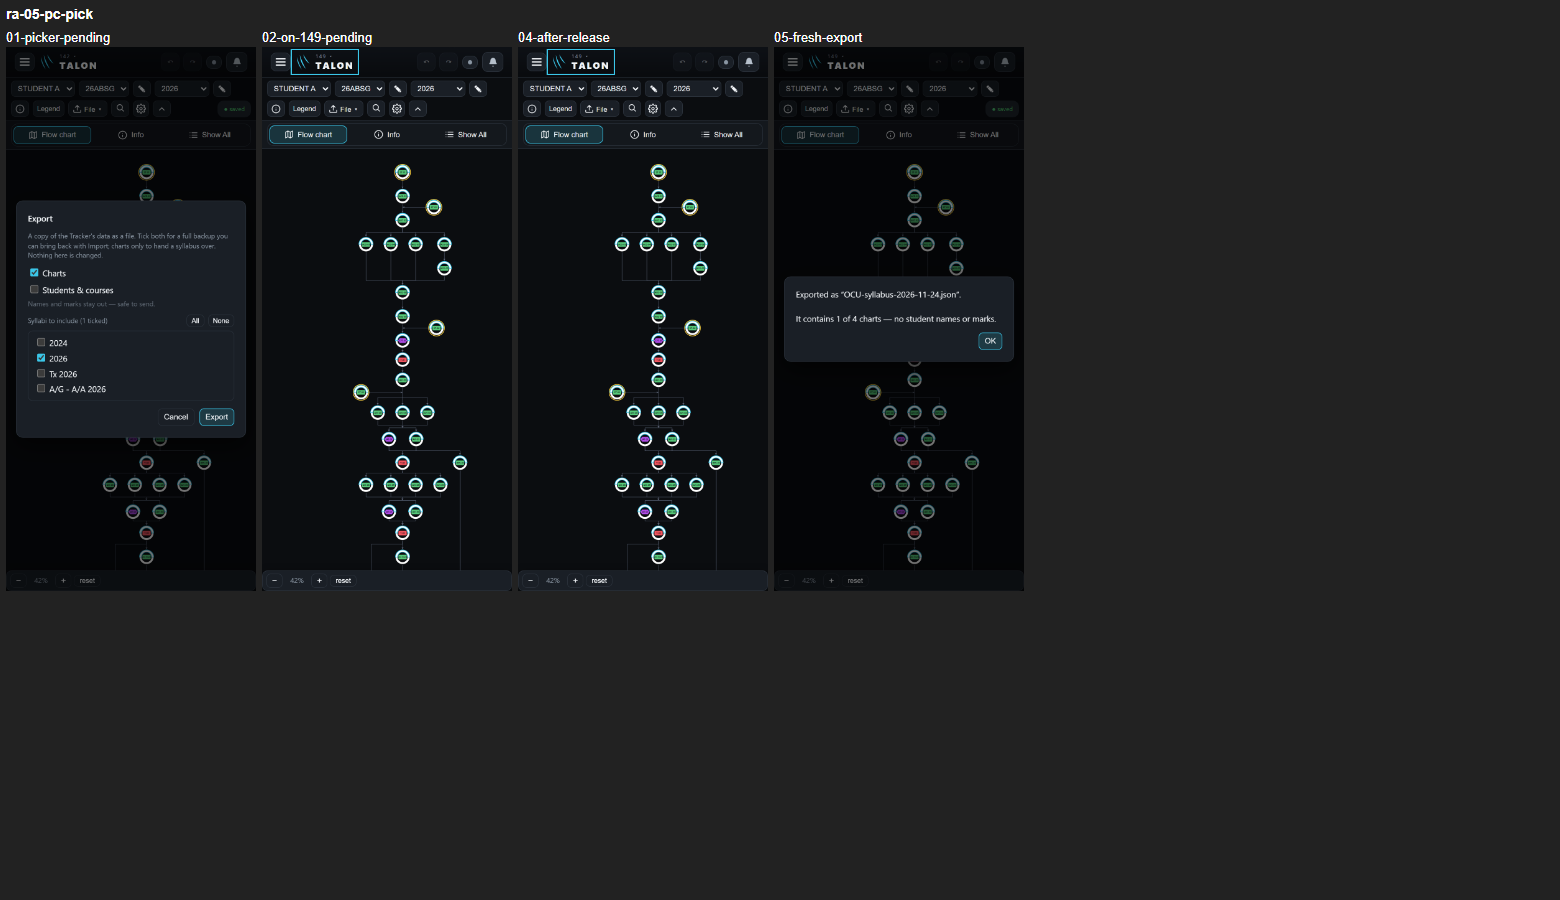 ra-05-pc-pick
01-picker-pending
149 -
TALON
STUDENT A 26ABSG 2026
Legend File saved
Flow chart Info Show All
Export
A copy of the Tracker's data as a file. Tick both for a full backup you
can bring back with Import; charts only to hand a syllabus over.
Nothing here is changed.
Charts
Students & courses
Names and marks stay out — safe to send.
Syllabi to include (1 ticked) All None
2024
2026
Tx 2026
A/G - A/A 2026
Cancel Export
− 42% + reset
02-on-149-pending
149 -
TALON
STUDENT A 26ABSG 2026
Legend File
Flow chart Info Show All
− 42% + reset
04-after-release
149 -
TALON
STUDENT A 26ABSG 2026
Legend File
Flow chart Info Show All
− 42% + reset
05-fresh-export
149 -
TALON
STUDENT A 26ABSG 2026
Legend File saved
Flow chart Info Show All
Exported as “OCU-syllabus-2026-11-24.json”.
It contains 1 of 4 charts — no student names or marks.
OK
− 42% + reset